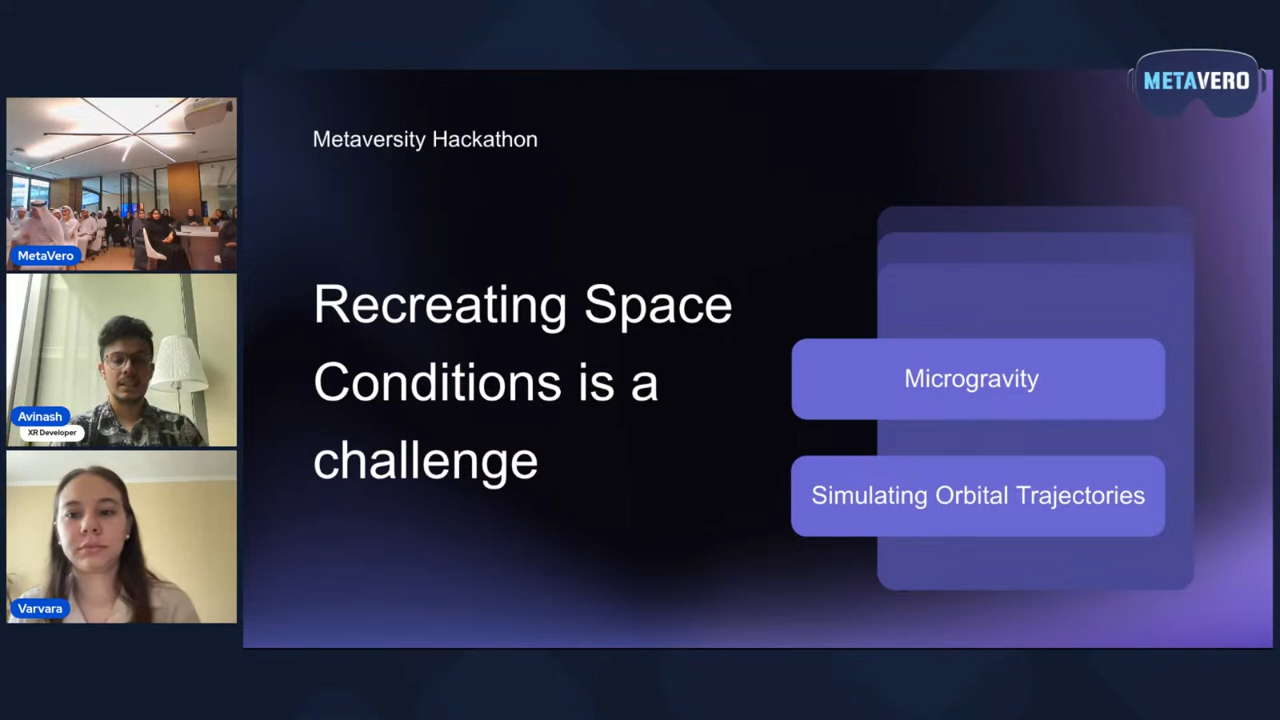 METAVERO
Metaversity Hackathon
Recreating Space
Conditions is a
challenge
Microgravity
Simulating Orbital Trajectories
MetaVero
Avinash
XR Developer
Varvara